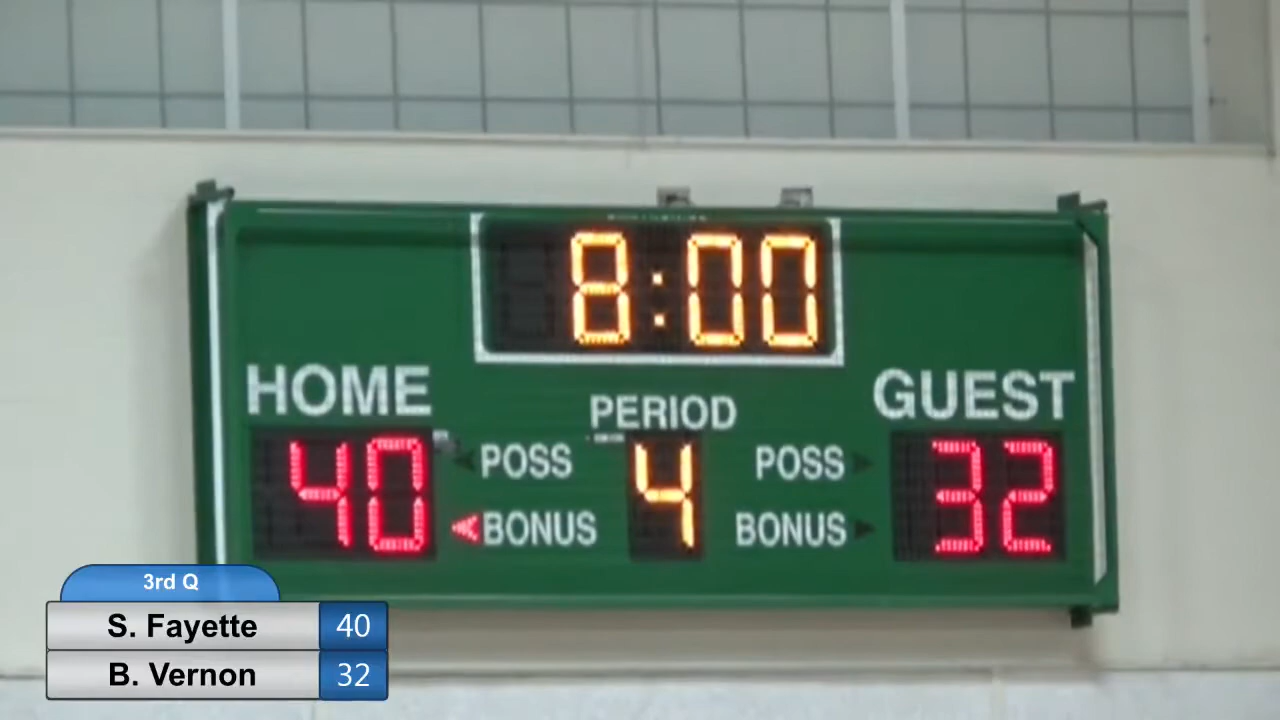 8:00
HOME
PERIOD
GUEST
40
POSS
4
POSS
32
BONUS
BONUS
3rd Q
S. Fayette 40
B. Vernon 32